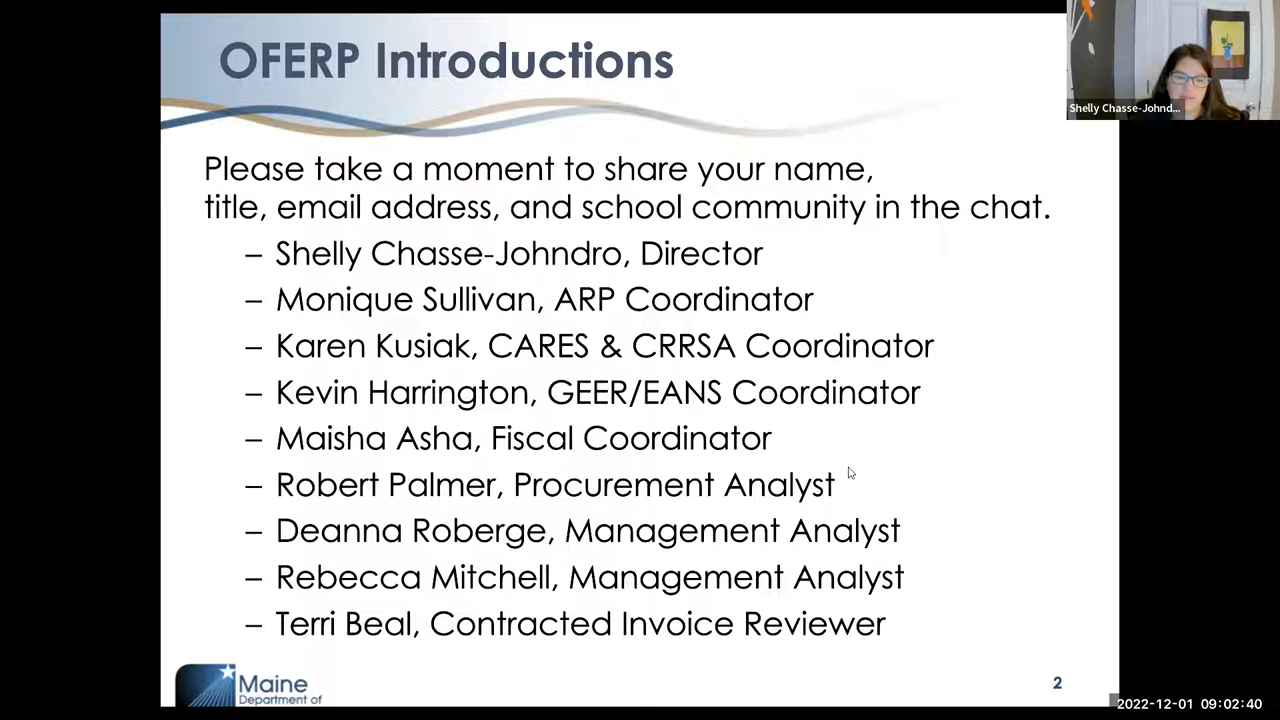 OFERP Introductions
Shelly Chasse-Johnd...
Please take a moment to share your name,
title, email address, and school community in the chat.
– Shelly Chasse-Johndro, Director
– Monique Sullivan, ARP Coordinator
– Karen Kusiak, CARES & CRRSA Coordinator
– Kevin Harrington, GEER/EANS Coordinator
– Maisha Asha, Fiscal Coordinator
– Robert Palmer, Procurement Analyst
– Deanna Roberge, Management Analyst
– Rebecca Mitchell, Management Analyst
– Terri Beal, Contracted Invoice Reviewer
Maine
Department of
2
2022-12-01 09:02:40